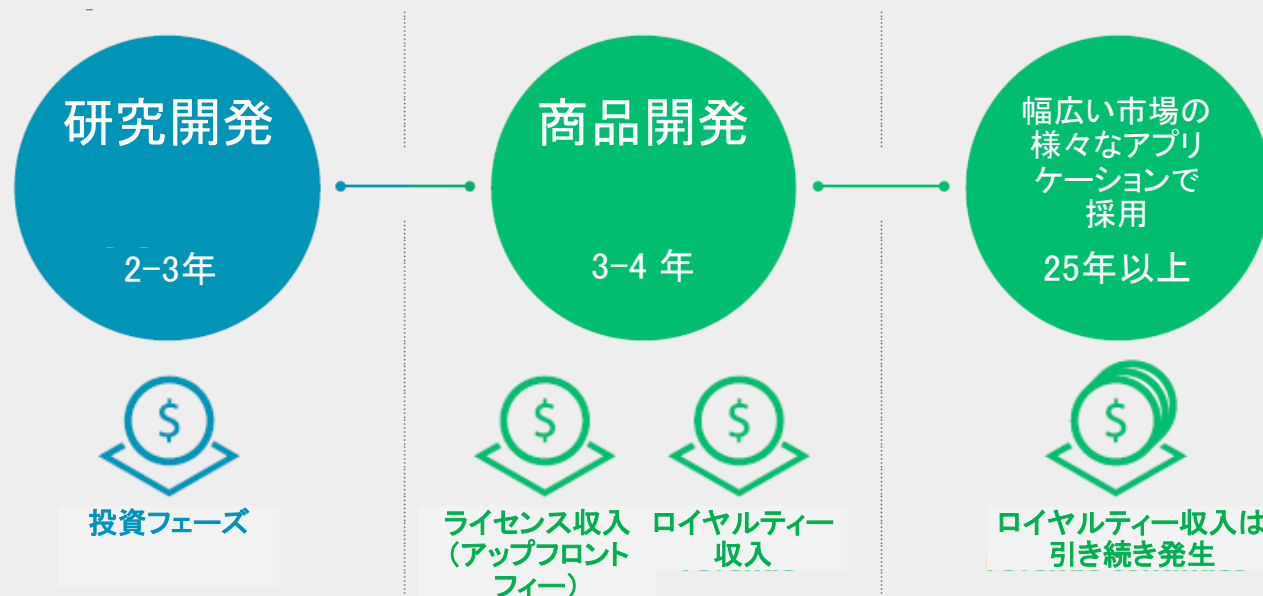 研究開発
2-3年
商品開発
3-4 年
幅広い市場の
様々なアプリ
ケーションで
採用
25年以上
$
投資フェーズ
$
ライセンス収入
（アップフロント
フィー）
$
ロイヤルティー
収入
$
ロイヤルティー収入は
引き続き発生